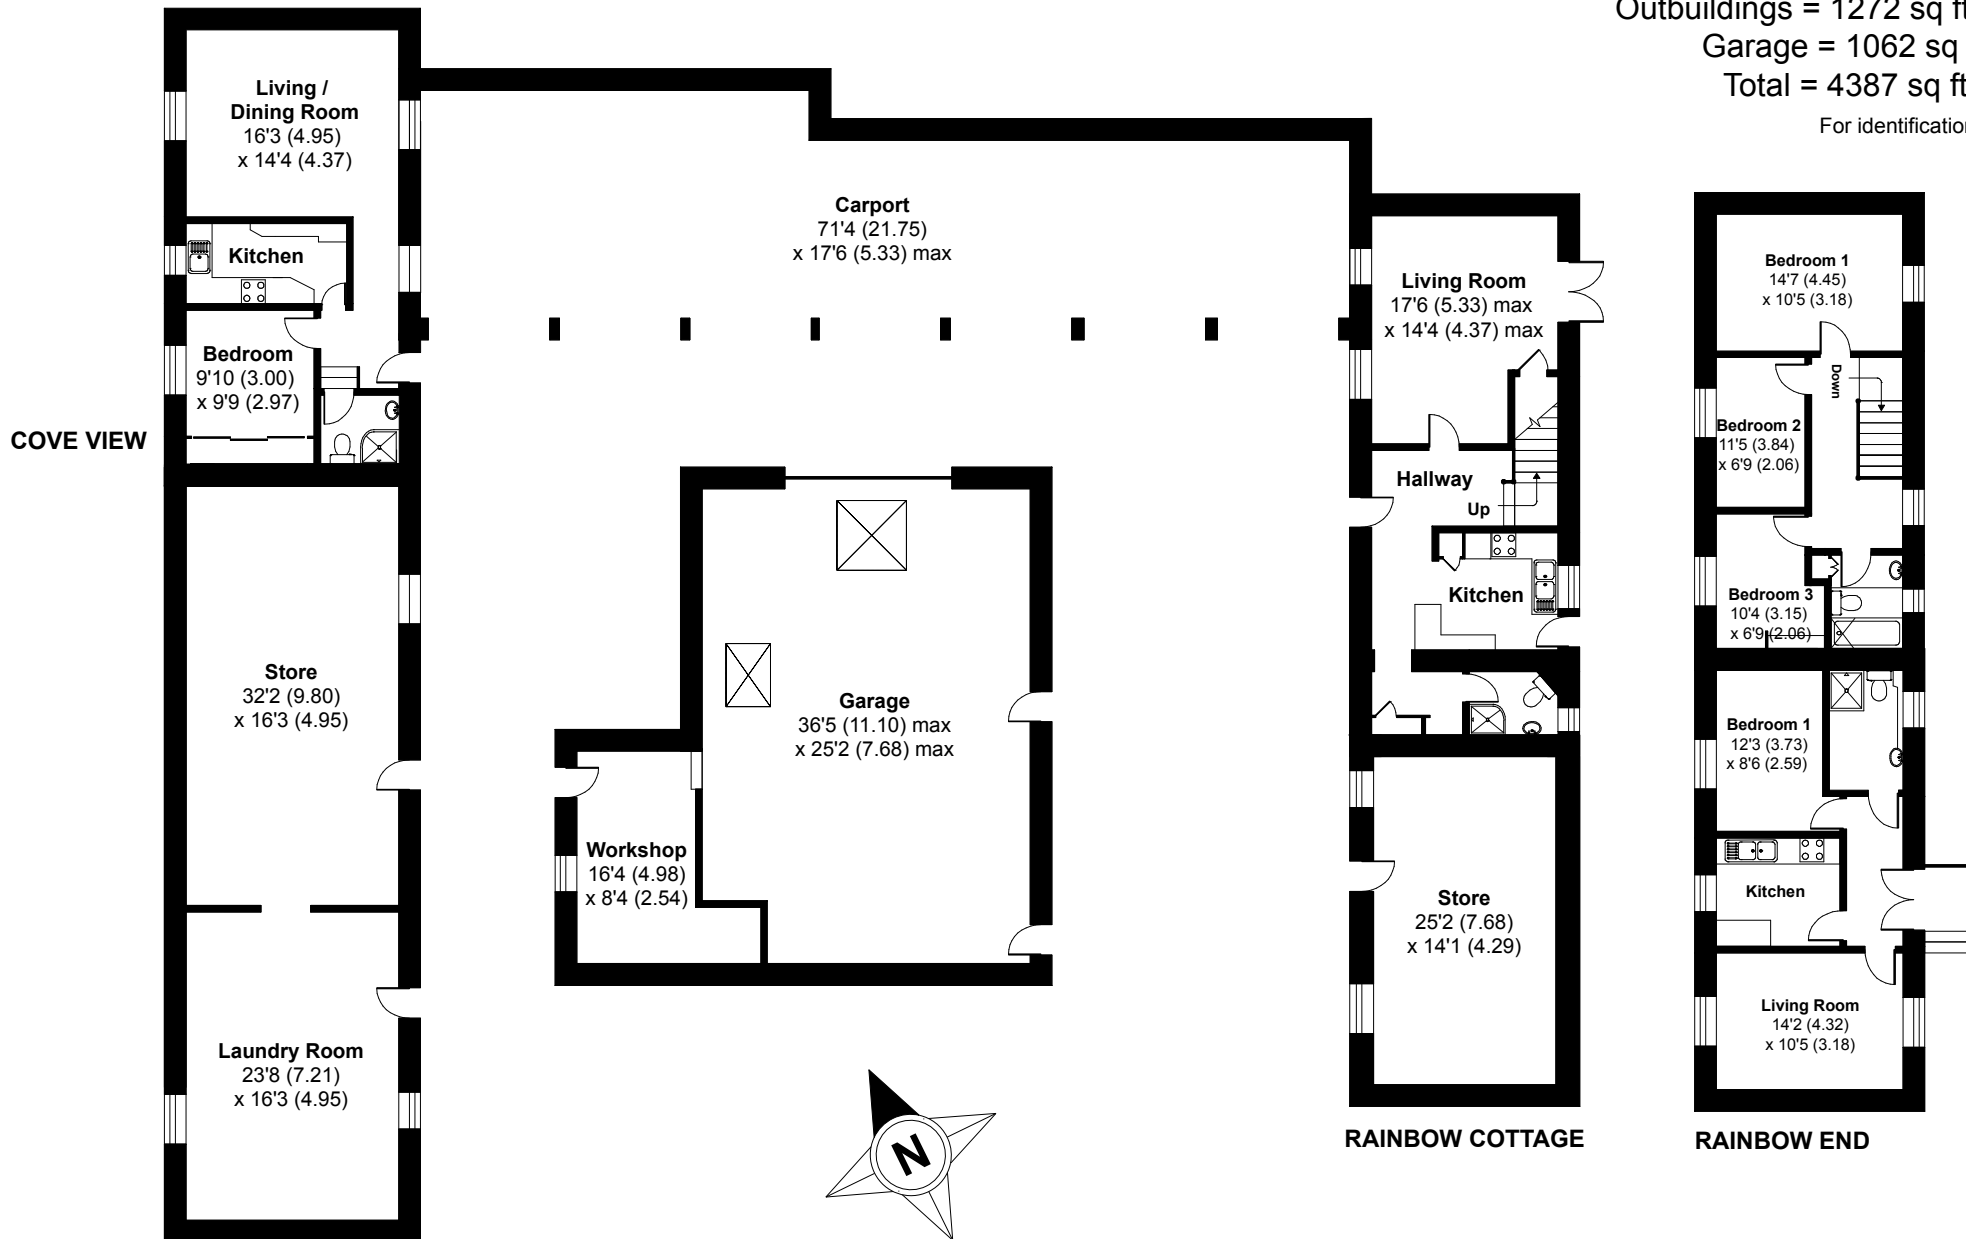 Outbuildings = 1272 sq ft
Garage = 1062 sq
Total = 4387 sq ft
For identification
Living /
Dining Room
16'3 (4.95)
x 14'4 (4.37)
Kitchen
Bedroom
9'10 (3.00)
x 9'9 (2.97)
COVE VIEW
Store
32'2 (9.80)
x 16'3 (4.95)
Laundry Room
23'8 (7.21)
x 16'3 (4.95)
Carport
71'4 (21.75)
x 17'6 (5.33) max
Garage
36'5 (11.10) max
x 25'2 (7.68) max
Workshop
16'4 (4.98)
x 8'4 (2.54)
N
Living Room
17'6 (5.33) max
x 14'4 (4.37) max
Hallway
Up
Kitchen
Store
25'2 (7.68)
x 14'1 (4.29)
RAINBOW COTTAGE
Bedroom 1
14'7 (4.45)
x 10'5 (3.18)
Down
Bedroom 2
11'5 (3.84)
x 6'9 (2.06)
Bedroom 3
10'4 (3.15)
x 6'9 (2.06)
Bedroom 1
12'3 (3.73)
x 8'6 (2.59)
Kitchen
Living Room
14'2 (4.32)
x 10'5 (3.18)
RAINBOW END